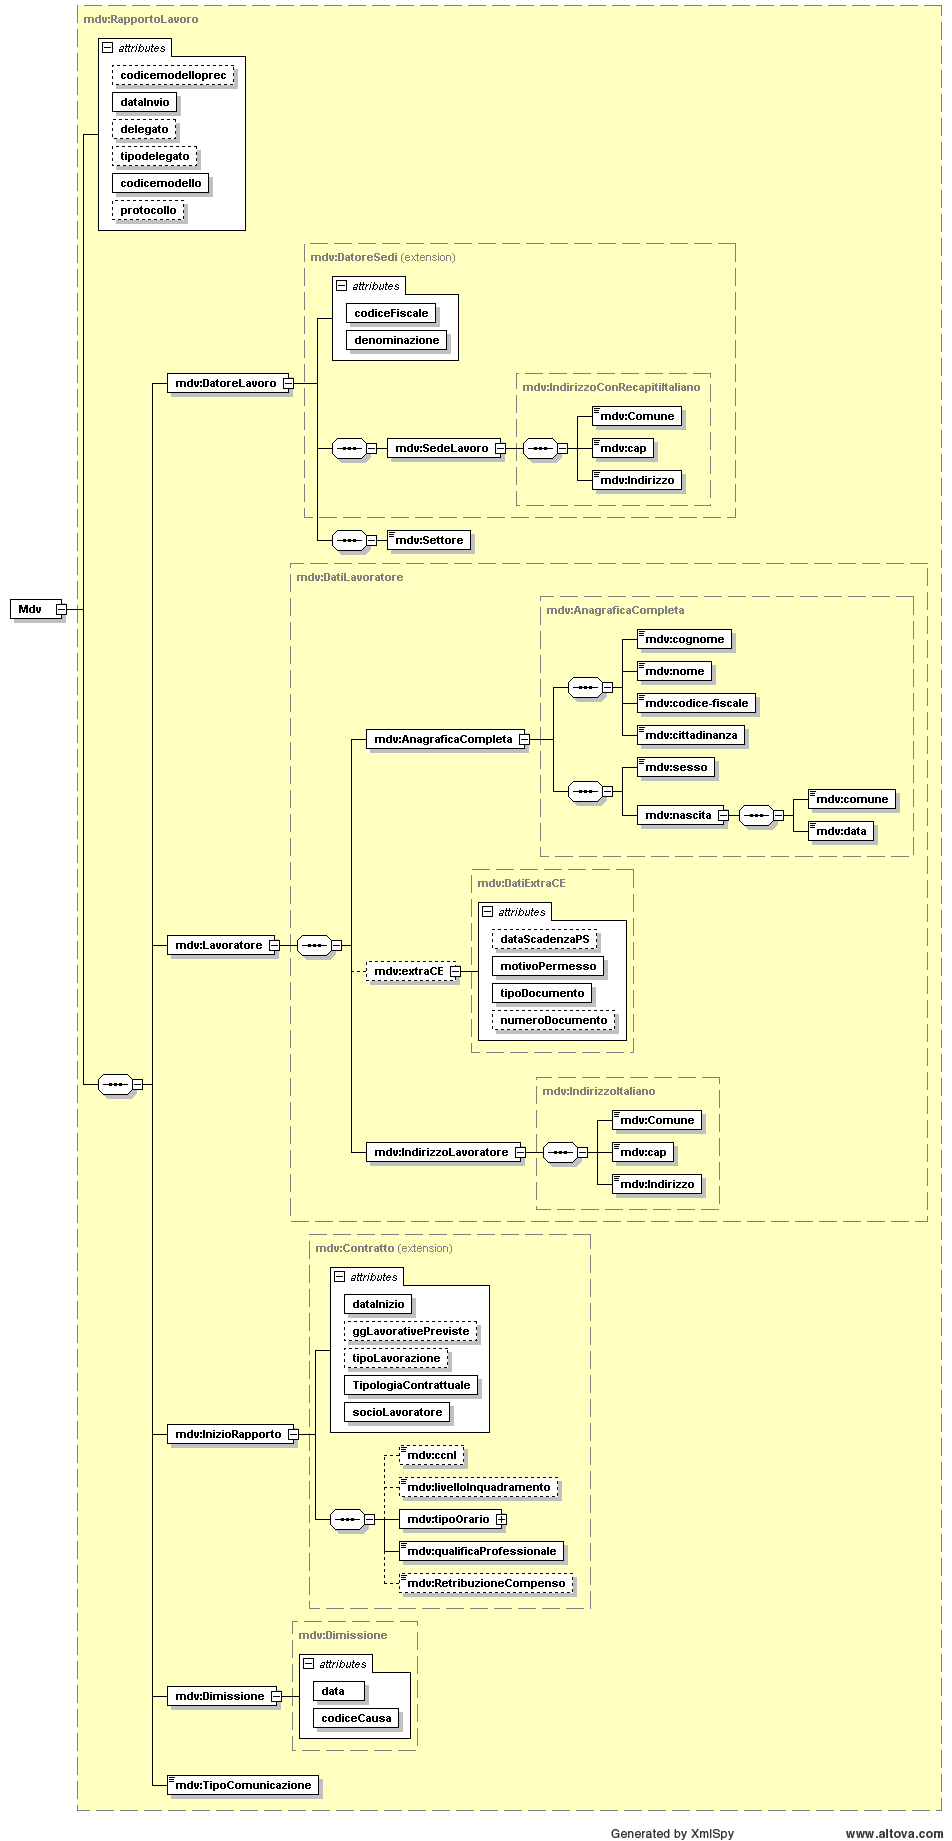 mdv:RapportoLavoro
attributes
codicemodelloprec
dataInvio
delegato
tipodelegato
codicemodello
protocollo
mdv:DatoreSedi (extension)
attributes
codiceFiscale
denominazione
mdv:DatoreLavoro
mdv:IndirizzoConRecapitiItaliano
mdv:Comune
mdv:SedeLavoro
mdv:cap
mdv:Indirizzo
mdv:Settore
mdv:DatiLavoratore
Mdv
mdv:AnagraficaCompleta
mdv:cognome
mdv:nome
mdv:codice-fiscale
mdv:cittadinanza
mdv:AnagraficaCompleta
mdv:sesso
mdv:nascita
mdv:comune
mdv:data
mdv:DatiExtraCE
attributes
dataScadenzaPS
mdv:Lavoratore
motivoPermesso
mdv:extraCE
tipoDocumento
numeroDocumento
mdv:IndirizzoItaliano
mdv:Comune
mdv:IndirizzoLavoratore
mdv:cap
mdv:Indirizzo
mdv:Contratto (extension)
attributes
dataInizio
ggLavorativePreviste
tipoLavorazione
TipologiaContrattuale
socioLavoratore
mdv:InizioRapporto
mdv:ccnl
mdv:livelloInquadramento
mdv:tipoOrario
mdv:qualificaProfessionale
mdv:RetribuzioneCompenso
mdv:Dimissione
attributes
data
mdv:Dimissione
codiceCausa
mdv:TipoComunicazione
Generated by XmlSpy www.altova.com